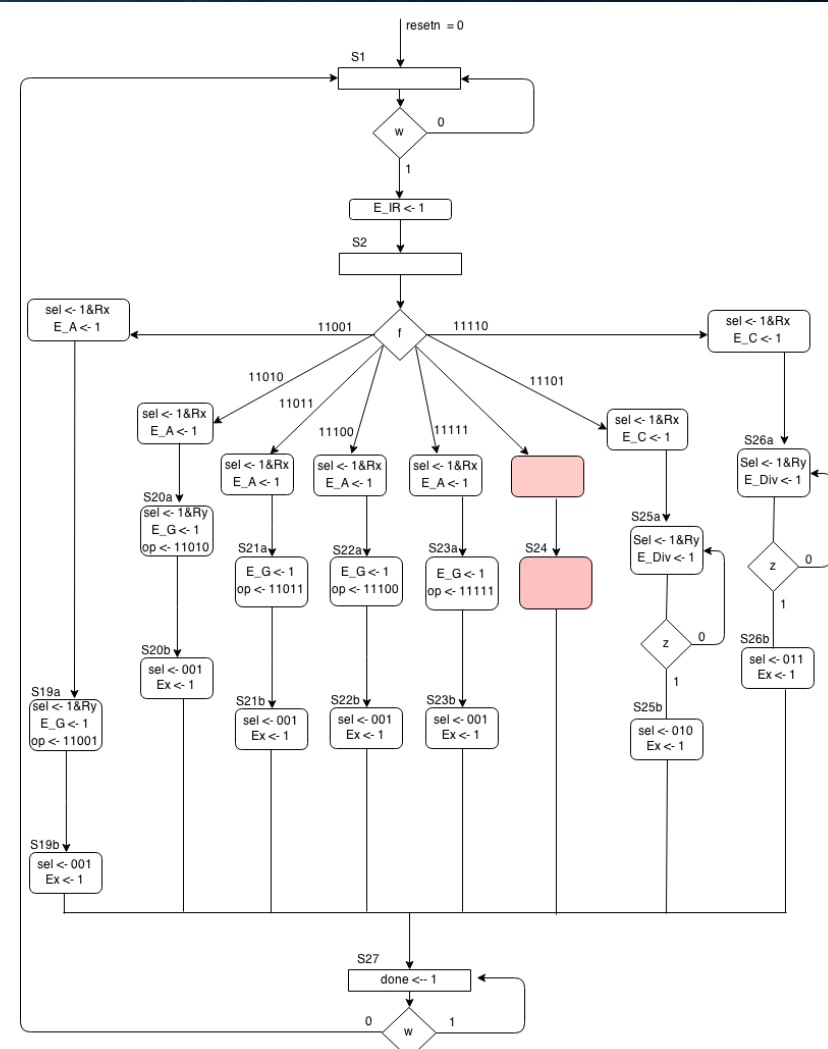 resetn = 0
S1
w
0
1
E_IR <- 1
S2
f
11001
11110
11010
11011
11100
11111
11101
sel <- 1&Rx
E_A <- 1
sel <- 1&Rx
E_C <- 1
sel <- 1&Rx
E_A <- 1
sel <- 1&Rx
E_A <- 1
sel <- 1&Rx
E_A <- 1
sel <- 1&Rx
E_A <- 1
sel <- 1&Rx
E_C <- 1
S26a
Sel <- 1&Ry
E_Div <- 1
S20a
sel <- 1&Ry
E_G <- 1
op <- 11010
S21a
E_G <- 1
op <- 11011
S22a
E_G <- 1
op <- 11100
S23a
E_G <- 1
op <- 11111
S24
S25a
Sel <- 1&Ry
E_Div <- 1
z
0
1
z
0
1
S20b
sel <- 001
Ex <- 1
S26b
sel <- 011
Ex <- 1
S19a
sel <- 1&Ry
E_G <- 1
op <- 11001
S21b
sel <- 001
Ex <- 1
S22b
sel <- 001
Ex <- 1
S23b
sel <- 001
Ex <- 1
S25b
sel <- 010
Ex <- 1
S19b
sel <- 001
Ex <- 1
S27
done <-- 1
0
w
1